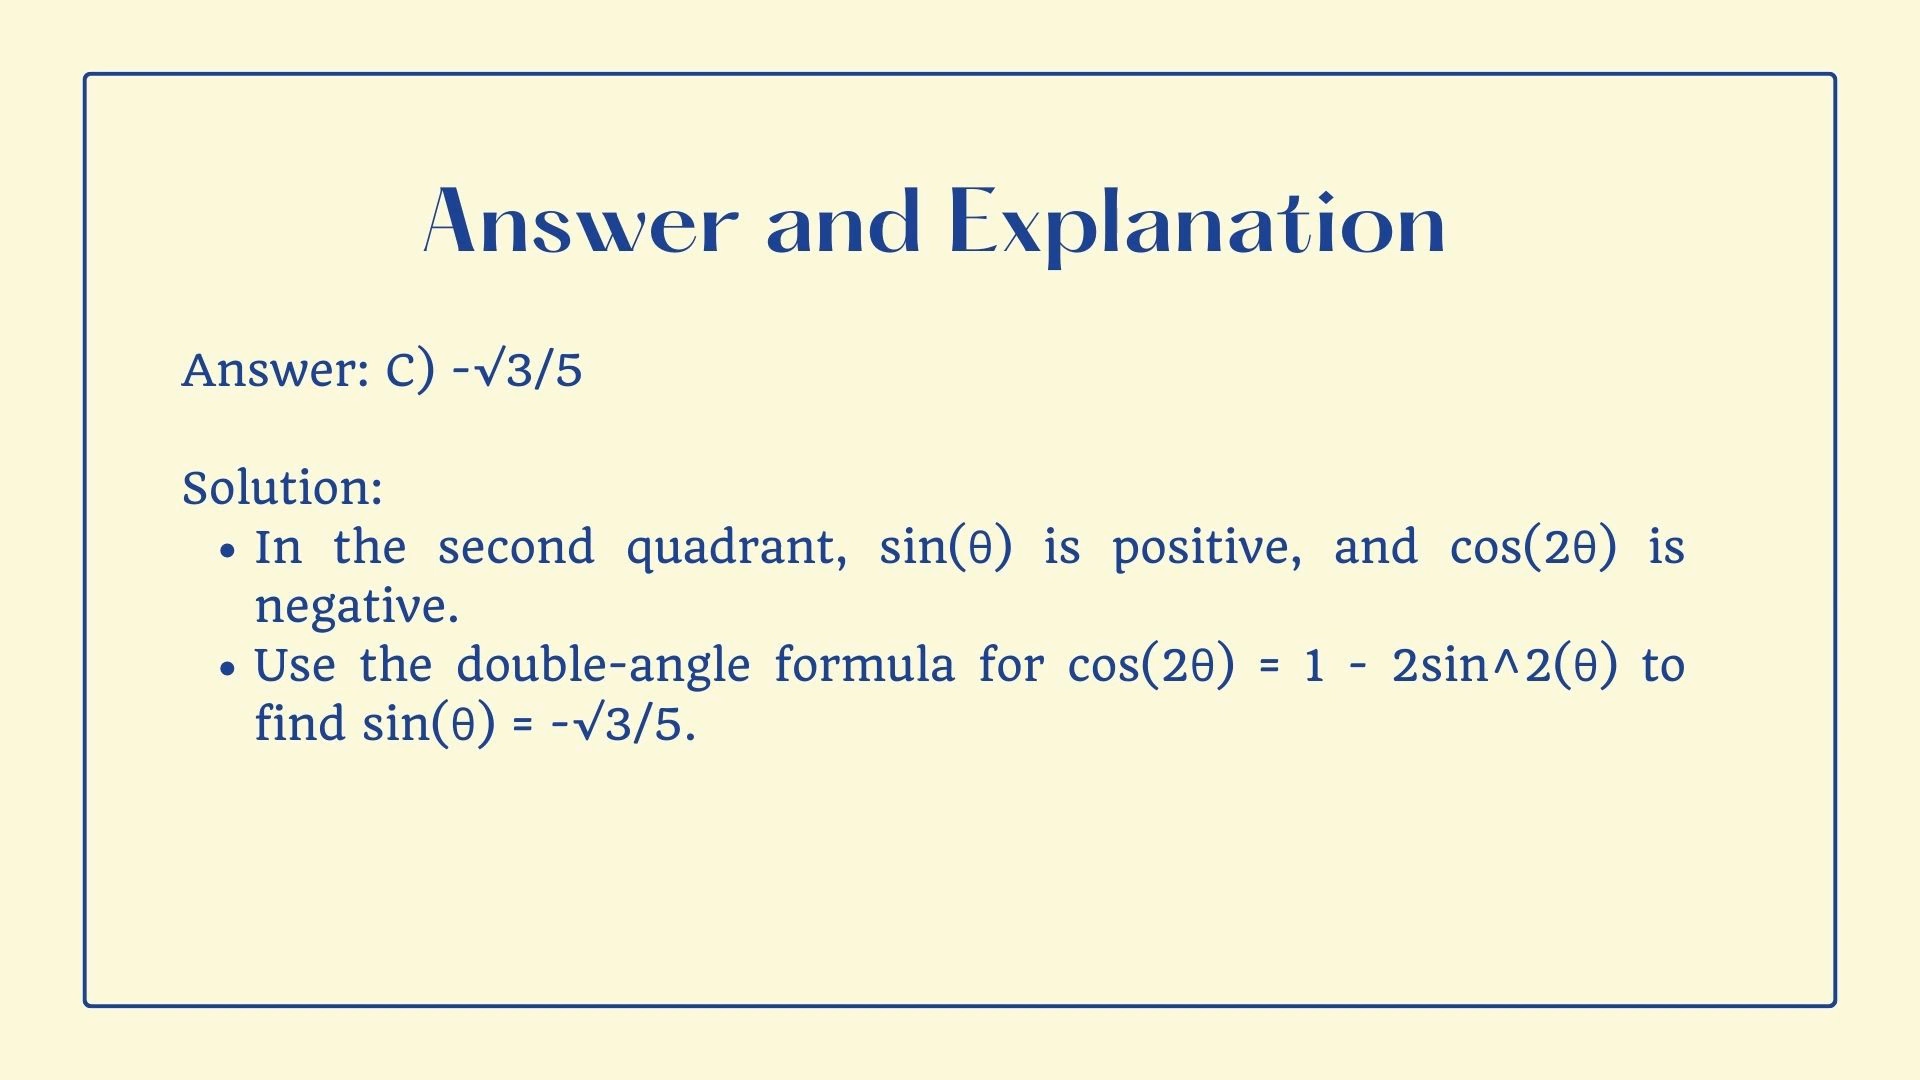 Answer and Explanation
Answer: C) -√3/5
Solution:
• In the second quadrant, sin(θ) is positive, and cos(2θ) is
negative.
• Use the double-angle formula for cos(2θ) = 1 - 2sin^2(θ) to
find sin(θ) = -√3/5.